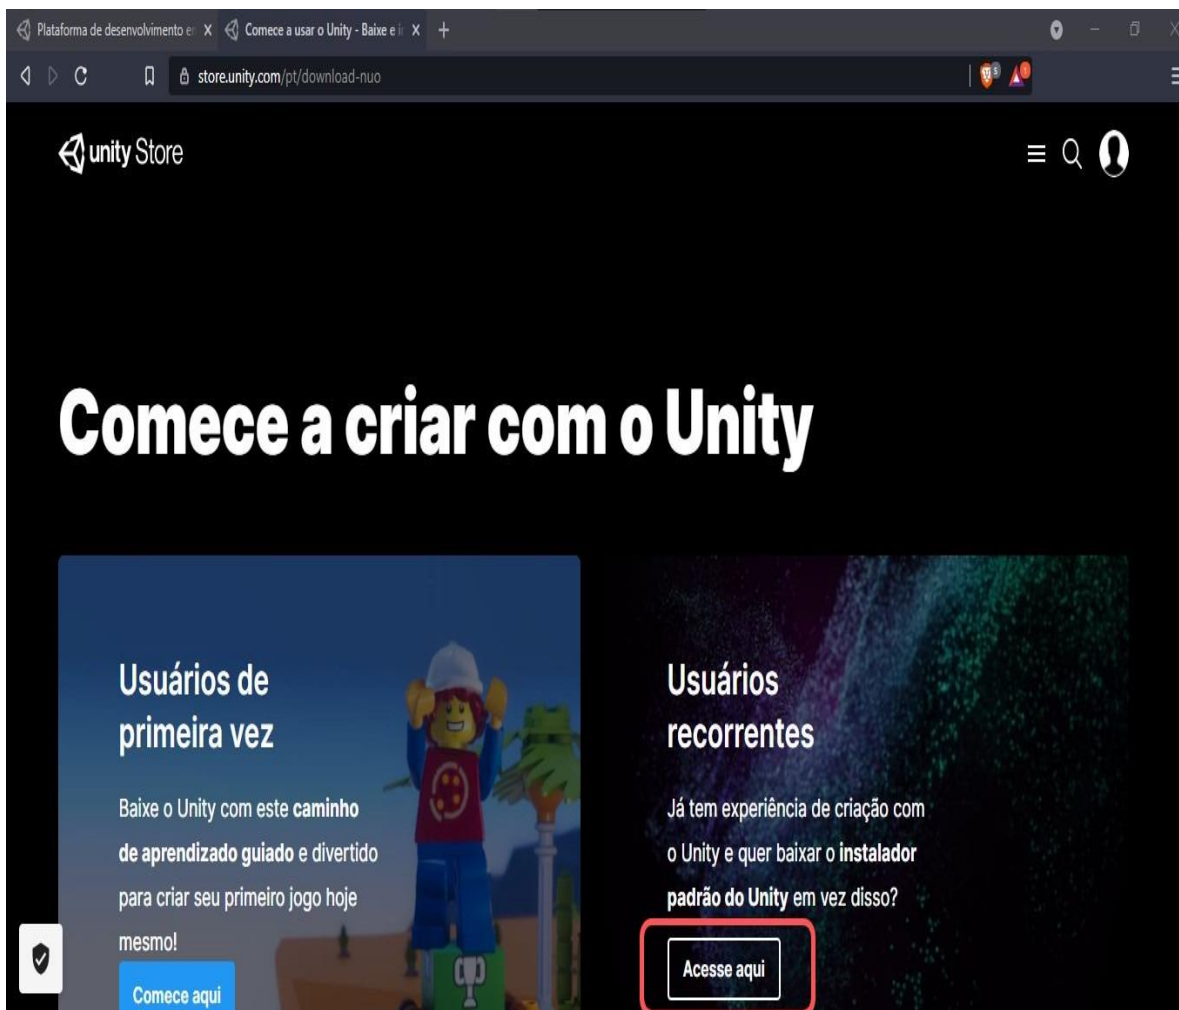 Plataforma de desenvolvimento e
Comece a usar o Unity - Baixe e i
store.unity.com/pt/download-nuo
unity Store
Comece a criar com o Unity
Usuários de
primeira vez
Baixe o Unity com este caminho
de aprendizado guiado e divertido
para criar seu primeiro jogo hoje
mesmo!
Comece aqui
Usuários
recorrentes
Já tem experiência de criação com
o Unity e quer baixar o instalador
padrão do Unity em vez disso?
Acesse aqui